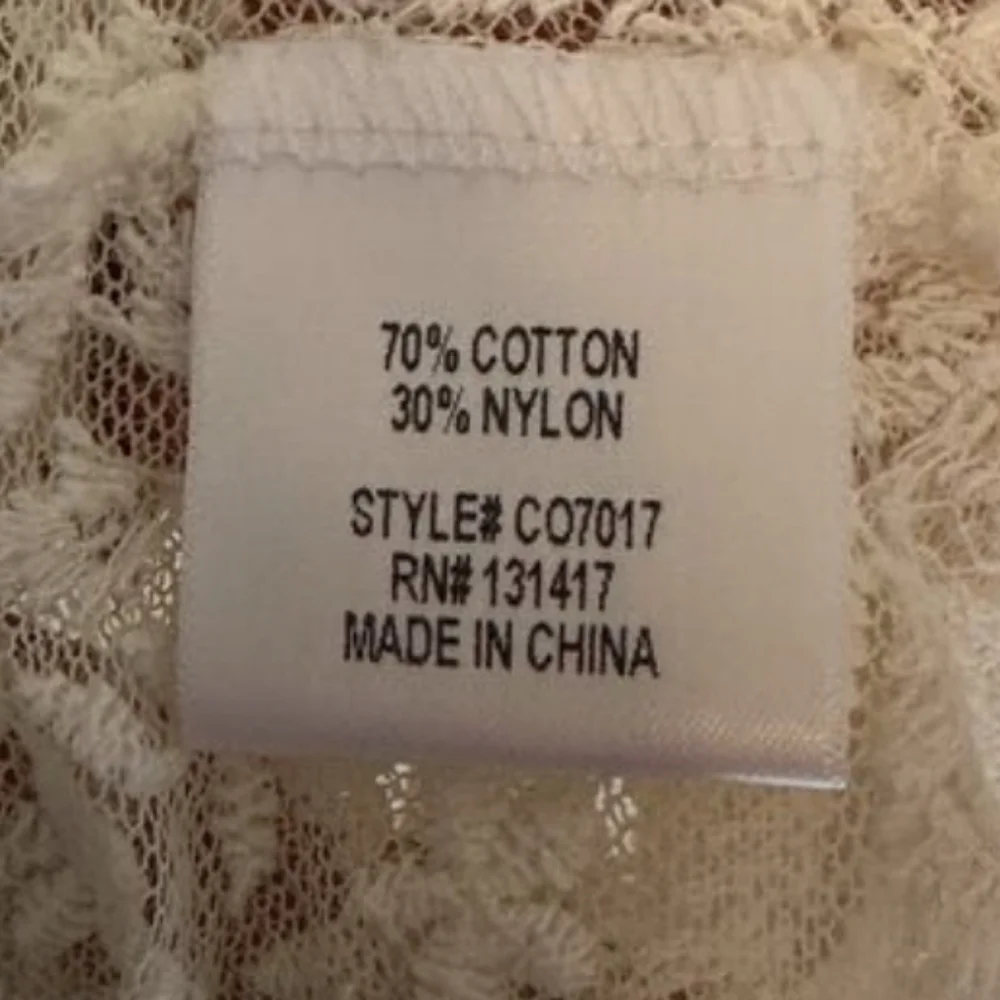 70% COTTON
30% NYLON
STYLE# CO7017
RN# 131417
MADE IN CHINA